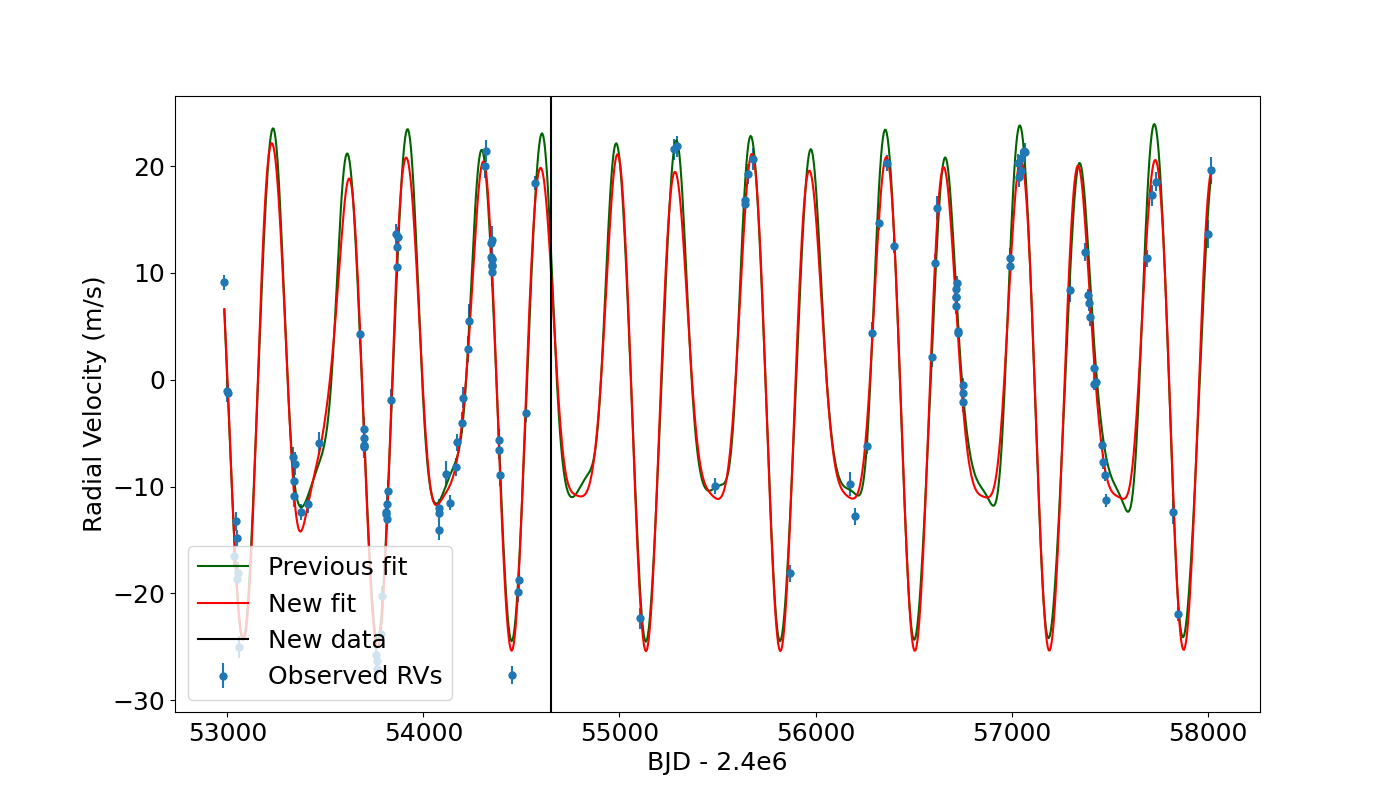 20
10
0
−10
−20
−30
Radial Velocity (m/s)
Previous fit
New fit
New data
Observed RVs
53000 54000 55000 56000 57000 58000
BJD - 2.4e6